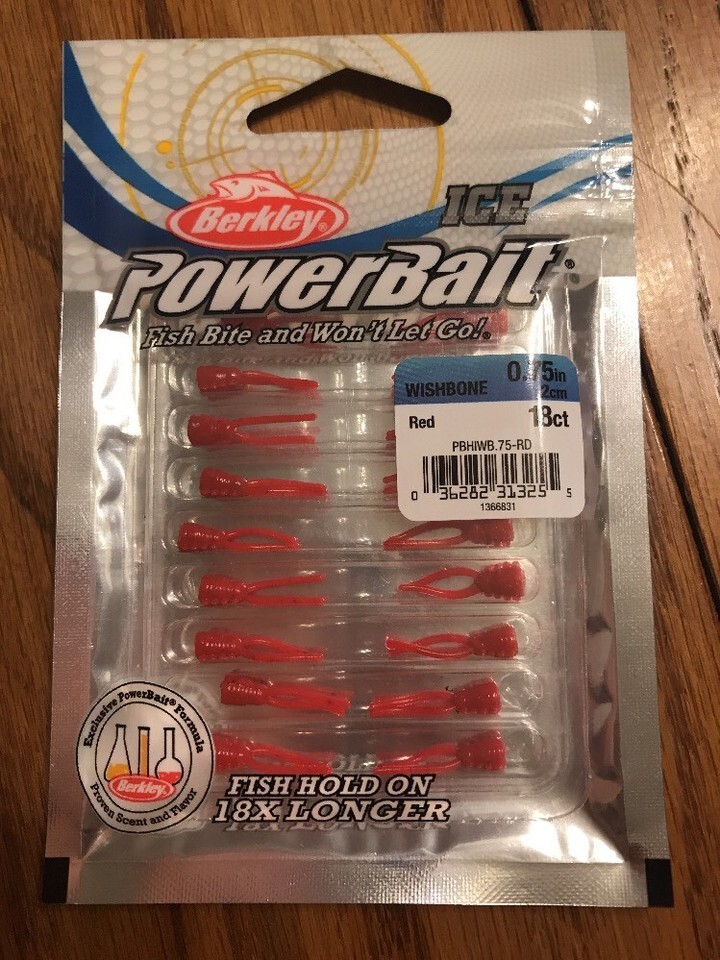 Berkley®
ICE
PowerBait®
Fish Bite and Won't Let Go!®
WISHBONE
0.75in
2cm
Red
18ct
PBHIWB.75-RD
0 36282 31325 5
1366831
Exclusive PowerBait® Formula
Berkley
Proven Scent and Flavor
FISH HOLD ON
18X LONGER